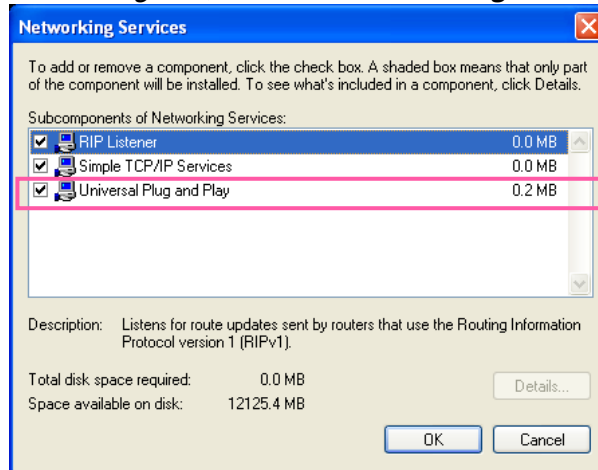 Networking Services
To add or remove a component, click the check box. A shaded box means that only part
of the component will be installed. To see what's included in a component, click Details.
Subcomponents of Networking Services:
RIP Listener 0.0 MB
Simple TCP/IP Services 0.0 MB
Universal Plug and Play 0.2 MB
Description: Listens for route updates sent by routers that use the Routing Information
Protocol version 1 (RIPv1).
Total disk space required: 0.0 MB
Details...
Space available on disk: 12125.4 MB
OK Cancel